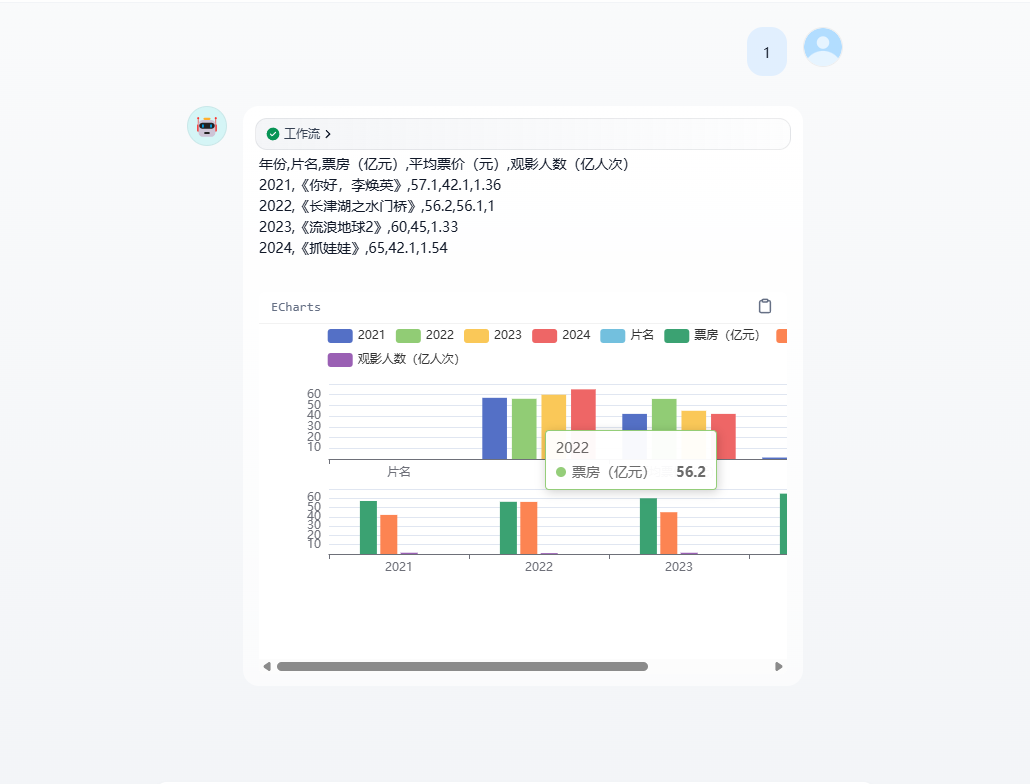 1
工作流
年份,片名,票房（亿元）,平均票价（元）,观影人数（亿人次）
2021,《你好，李焕英》,57.1,42.1,1.36
2022,《长津湖之水门桥》,56.2,56.1,1
2023,《流浪地球2》,60,45,1.33
2024,《抓娃娃》,65,42.1,1.54
ECharts
2021 2022 2023 2024 片名 票房（亿元）
观影人数（亿人次）
60
50
40
30
20
10
2022
票房（亿元） 56.2
片名
60
50
40
30
20
10
2021 2022 2023